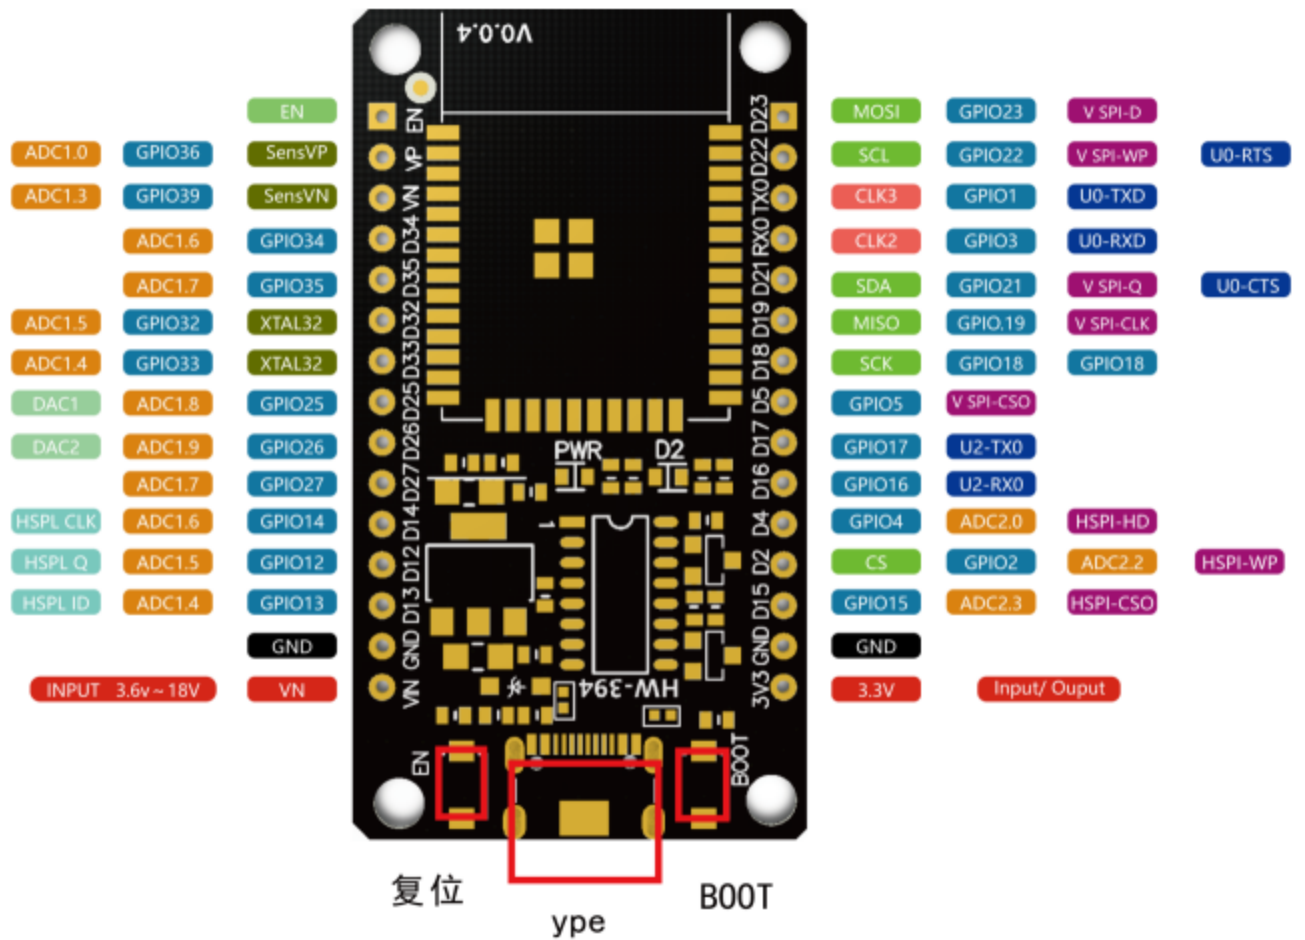 V0.0.4
EN EN D23 MOSI GPIO23 V SPI-D
ADC1.0 GPIO36 SensVP VP D22 SCL GPIO22 V SPI-WP U0-RTS
ADC1.3 GPIO39 SensVN VN TX0 CLK3 GPIO1 U0-TXD
ADC1.6 GPIO34 D34 RX0 CLK2 GPIO3 U0-RXD
ADC1.7 GPIO35 D35 D21 SDA GPIO21 V SPI-Q U0-CTS
ADC1.5 GPIO32 XTAL32 D32 D19 MISO GPIO.19 V SPI-CLK
ADC1.4 GPIO33 XTAL32 D33 D18 SCK GPIO18 GPIO18
DAC1 ADC1.8 GPIO25 D25 D5 GPIO5 V SPI-CSO
DAC2 ADC1.9 GPIO26 D26 PWR D2 D17 GPIO17 U2-TX0
ADC1.7 GPIO27 D27 D16 GPIO16 U2-RX0
HSPL CLK ADC1.6 GPIO14 D14 1 D4 GPIO4 ADC2.0 HSPI-HD
HSPL Q ADC1.5 GPIO12 D12 D2 CS GPIO2 ADC2.2 HSPI-WP
HSPL ID ADC1.4 GPIO13 D13 D15 GPIO15 ADC2.3 HSPI-CSO
GND GND GND GND
INPUT 3.6v~18V VN VIN HW-394 3V3 3.3V Input/ Ouput
EN BOOT
复位 ype BOOT